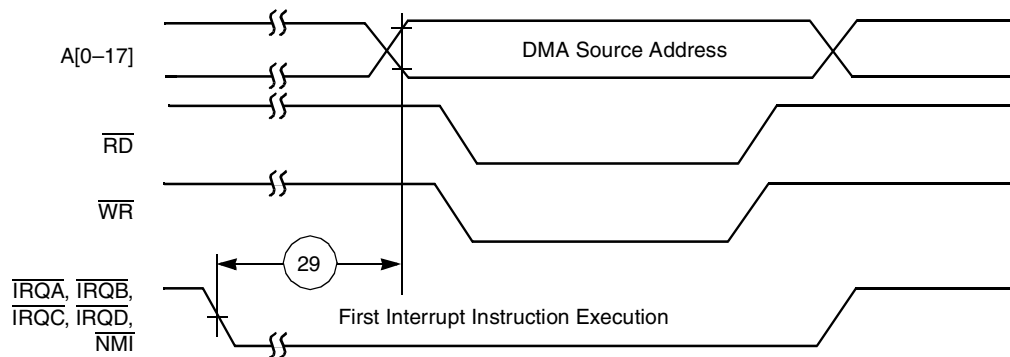 A[0–17]
DMA Source Address
RD
WR
29
IRQA, IRQB,
IRQC, IRQD,
NMI
First Interrupt Instruction Execution